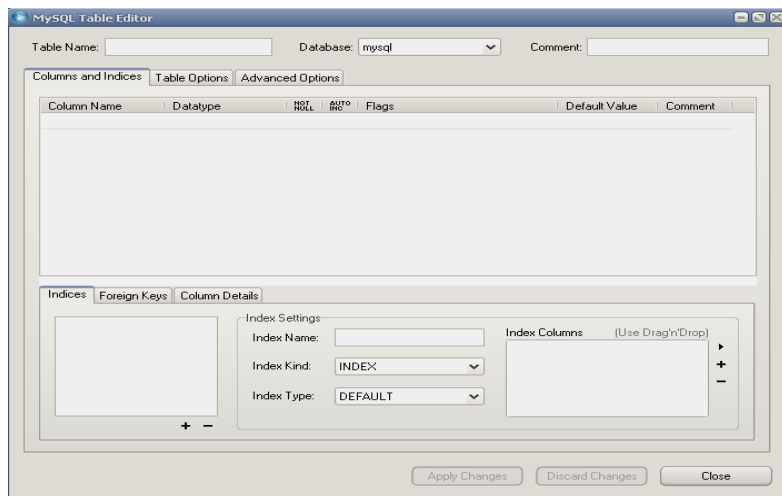 MySQL Table Editor
Table Name: Database: mysql Comment:
Columns and Indices Table Options Advanced Options
Column Name Datatype NOT NULL AUTO INC Flags Default Value Comment
Indices Foreign Keys Column Details
Index Settings
Index Name:
Index Kind: INDEX
Index Type: DEFAULT
Index Columns (Use Drag'n'Drop)
Apply Changes Discard Changes Close